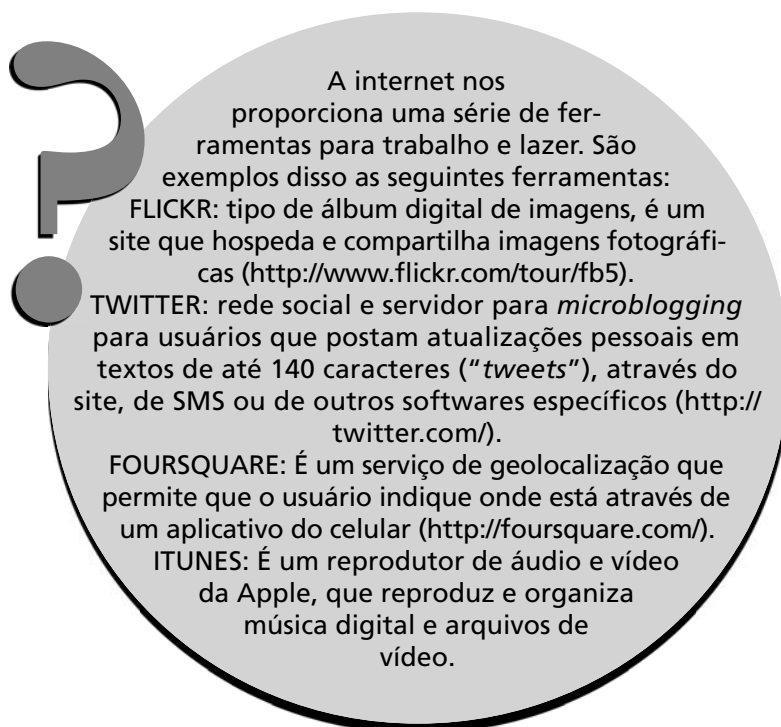 A internet nos
proporciona uma série de fer-
ramentas para trabalho e lazer. São
exemplos disso as seguintes ferramentas:
FLICKR: tipo de álbum digital de imagens, é um
site que hospeda e compartilha imagens fotográfi-
cas (http://www.flickr.com/tour/fb5).
TWITTER: rede social e servidor para microblogging
para usuários que postam atualizações pessoais em
textos de até 140 caracteres (“tweets”), através do
site, de SMS ou de outros softwares específicos (http://
twitter.com/).
FOURSQUARE: É um serviço de geolocalização que
permite que o usuário indique onde está através de
um aplicativo do celular (http://foursquare.com/).
ITUNES: É um reprodutor de áudio e vídeo
da Apple, que reproduz e organiza
música digital e arquivos de
vídeo.